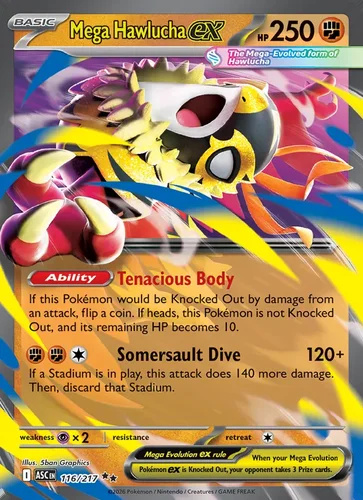 BASIC
Mega Hawlucha ex HP 250
The Mega-Evolved form of
Hawlucha
Ability Tenacious Body
If this Pokémon would be Knocked Out by damage from
an attack, flip a coin. If heads, this Pokémon is not Knocked
Out, and its remaining HP becomes 10.
Somersault Dive 120+
If a Stadium is in play, this attack does 140 more damage.
Then, discard that Stadium.
weakness ×2 resistance retreat
Illus. 5ban Graphics
Mega Evolution ex rule When your Mega Evolution
Pokémon ex is Knocked Out, your opponent takes 3 Prize cards.
ASC EN 116/217
©2026 Pokémon / Nintendo / Creatures / GAME FREAK